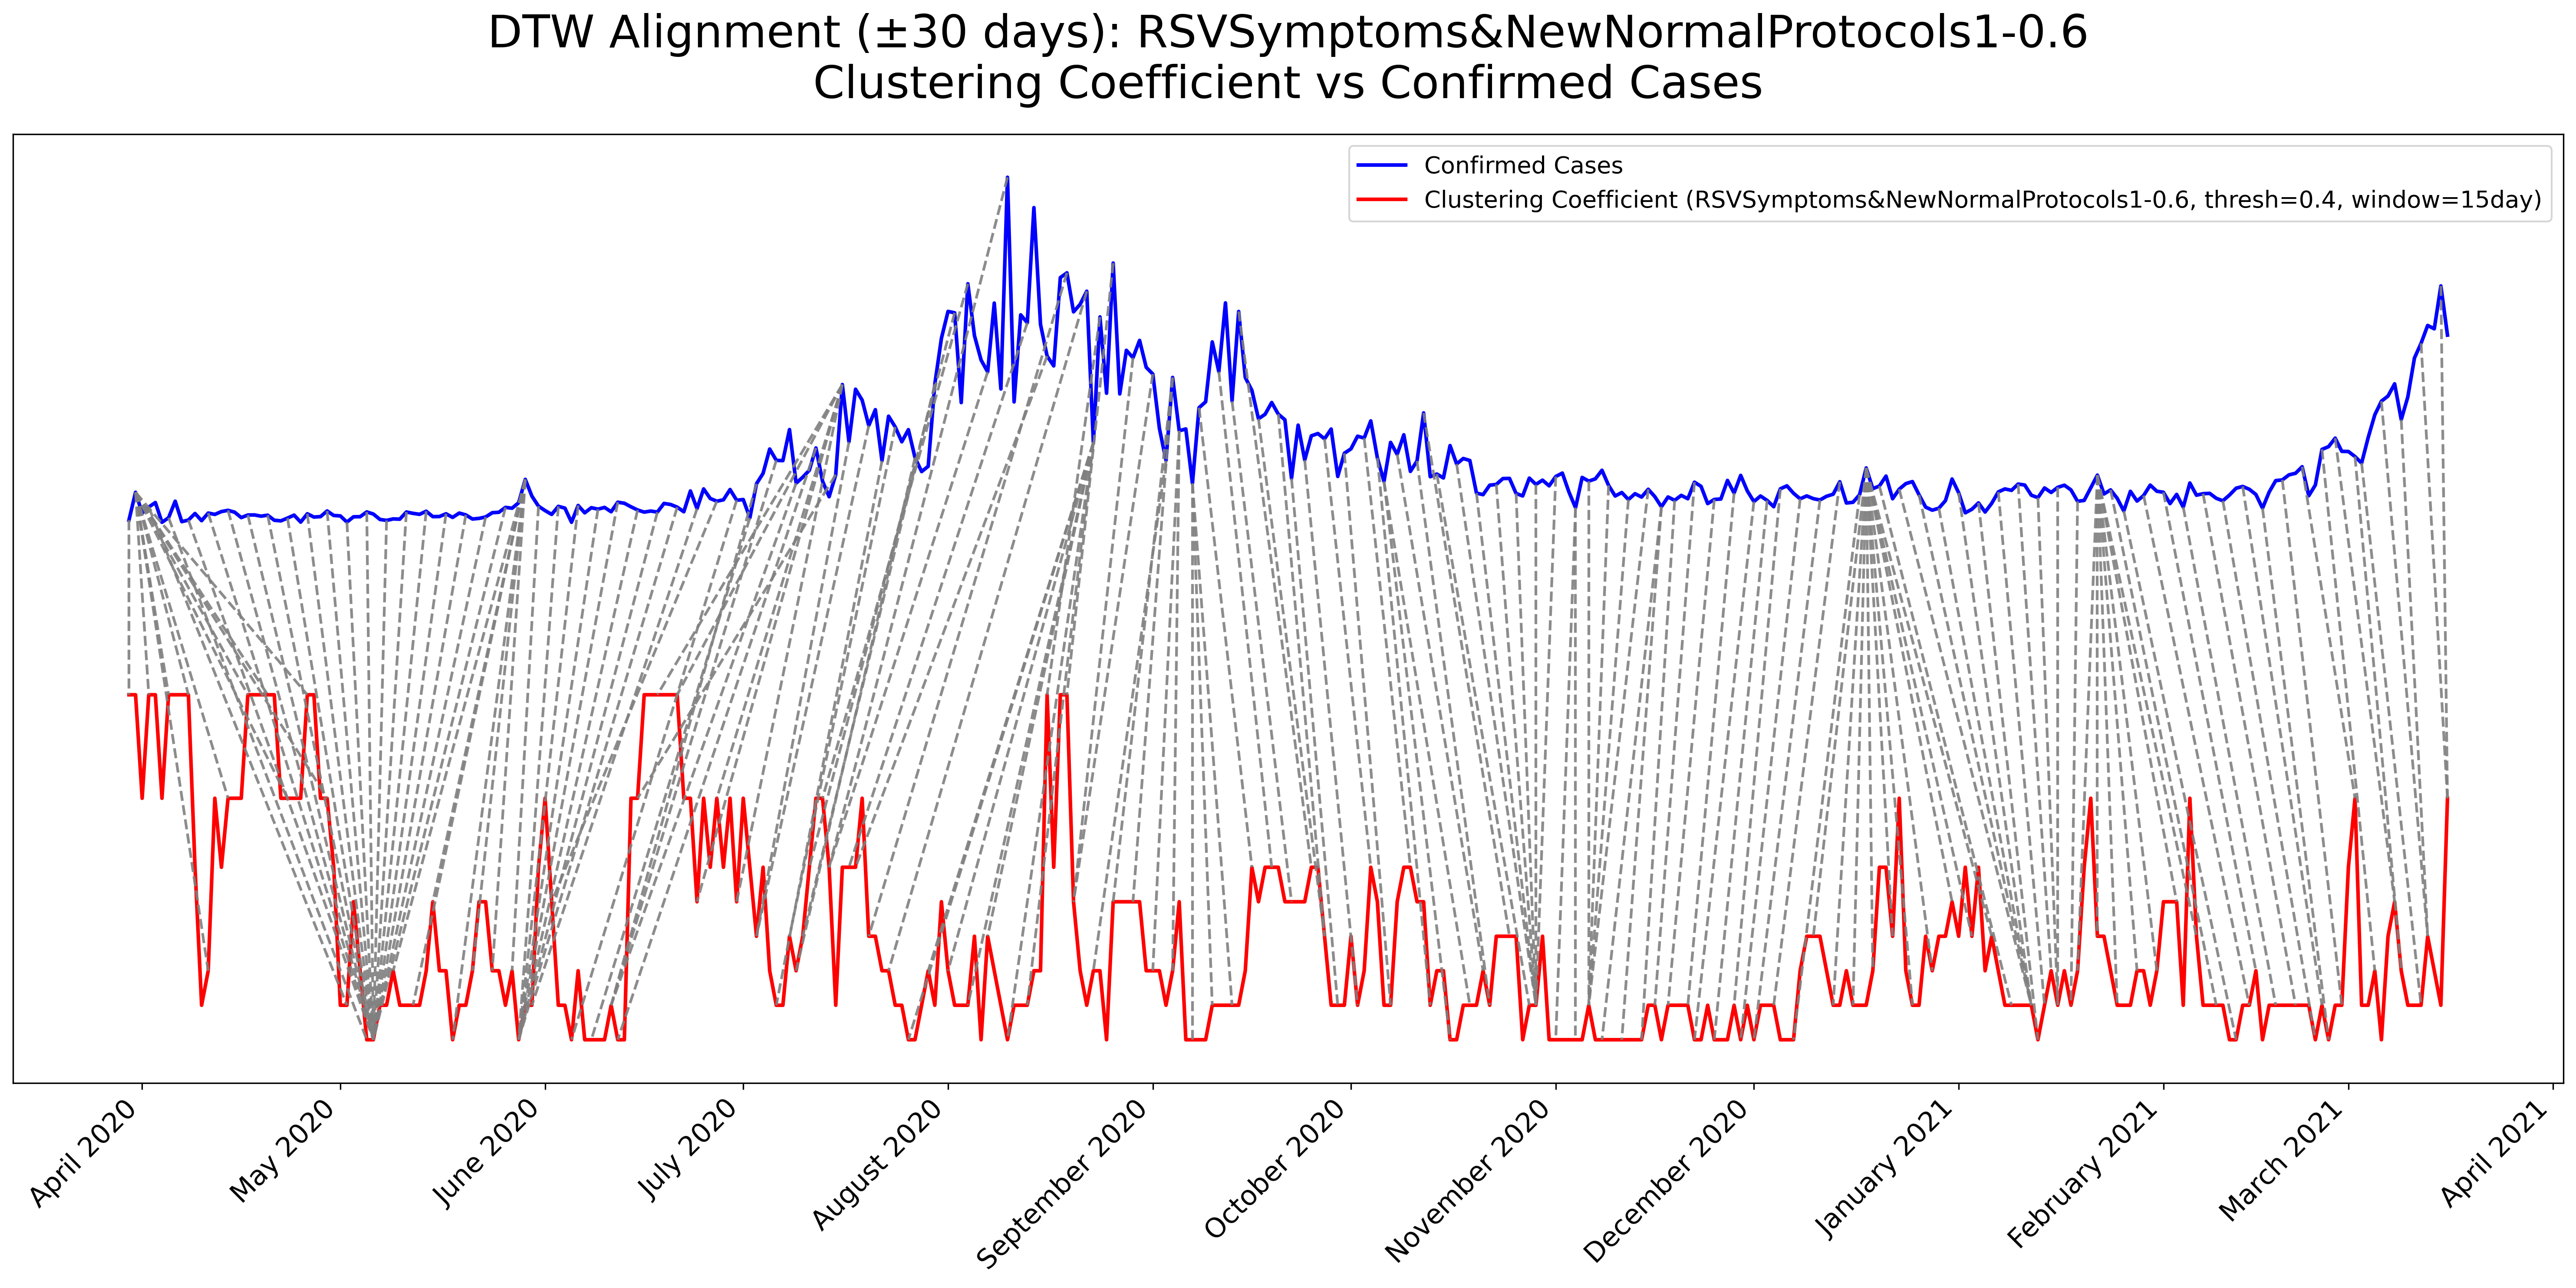 DTW Alignment (±30 days): RSVSymptoms&NewNormalProtocols1-0.6
Clustering Coefficient vs Confirmed Cases
Confirmed Cases
Clustering Coefficient (RSVSymptoms&NewNormalProtocols1-0.6, thresh=0.4, window=15day)
April 2020
May 2020
June 2020
July 2020
August 2020
September 2020
October 2020
November 2020
December 2020
January 2021
February 2021
March 2021
April 2021